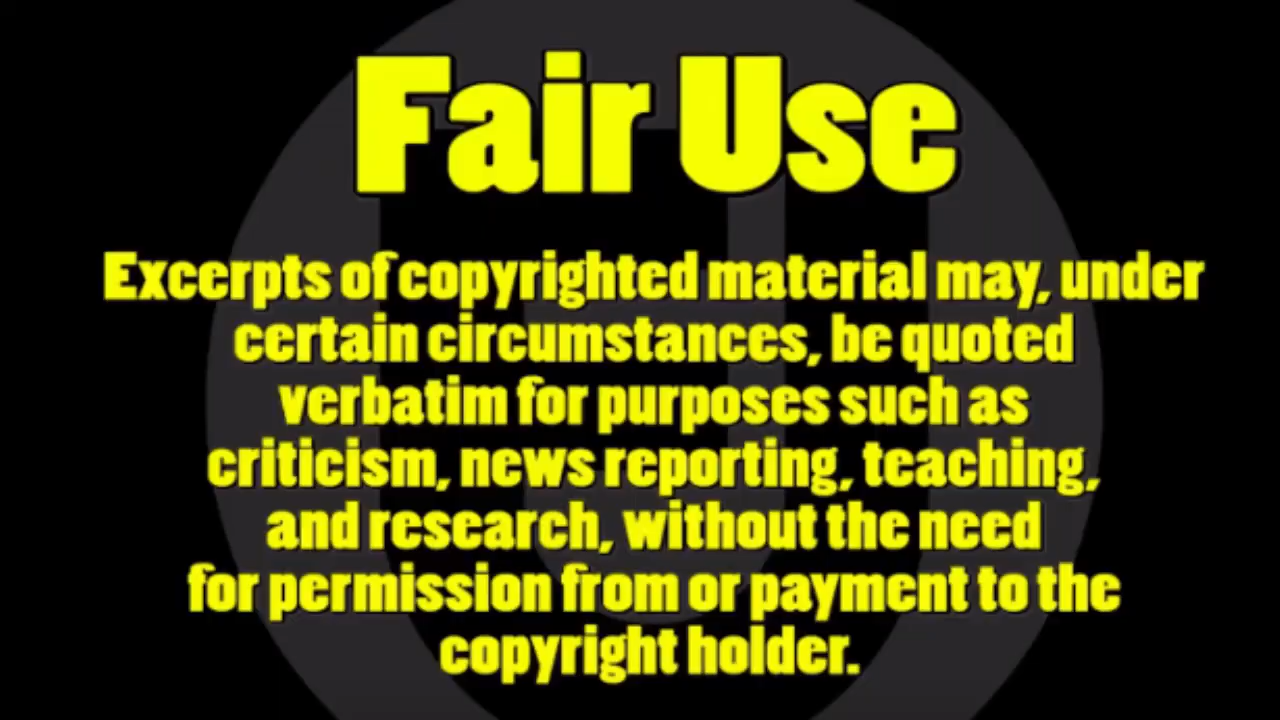 Fair Use
Excerpts of copyrighted material may, under
certain circumstances, be quoted
verbatim for purposes such as
criticism, news reporting, teaching,
and research, without the need
for permission from or payment to the
copyright holder.